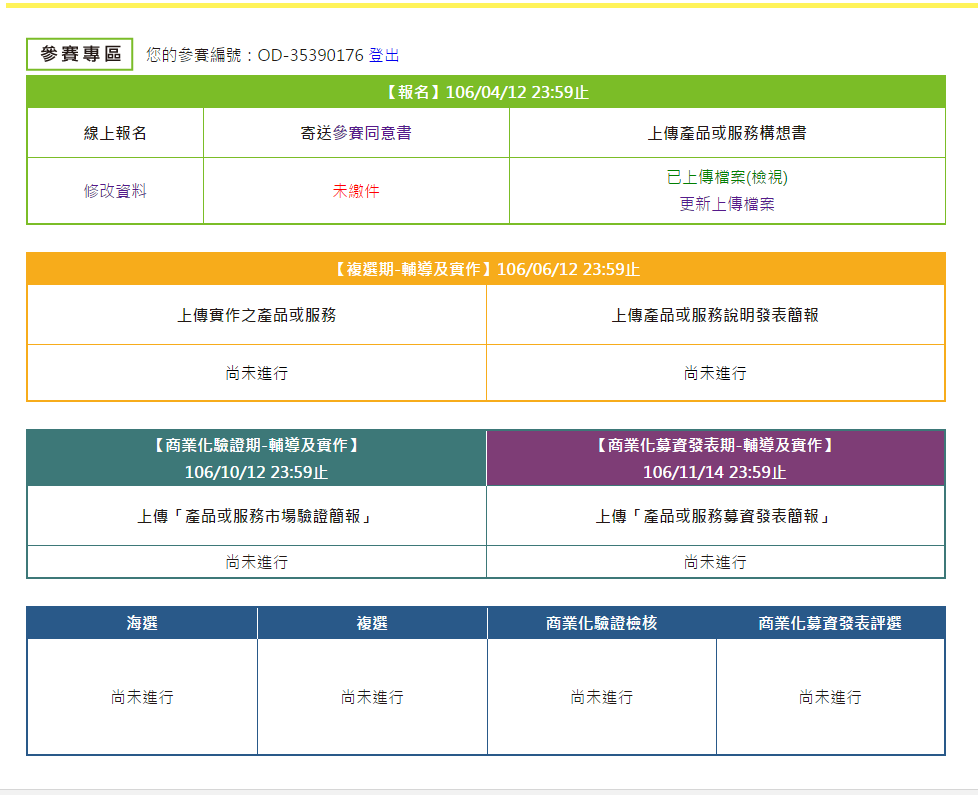 參賽專區 您的參賽編號：OD-35390176 登出
【報名】106/04/12 23:59止
線上報名 寄送參賽同意書 上傳產品或服務構想書
修改資料 未繳件 已上傳檔案(檢視)
更新上傳檔案
【複選期-輔導及實作】106/06/12 23:59止
上傳實作之產品或服務 上傳產品或服務說明發表簡報
尚未進行 尚未進行
【商業化驗證期-輔導及實作】 【商業化募資發表期-輔導及實作】
106/10/12 23:59止 106/11/14 23:59止
上傳「產品或服務市場驗證簡報」 上傳「產品或服務募資發表簡報」
尚未進行 尚未進行
海選 複選 商業化驗證檢核 商業化募資發表評選
尚未進行 尚未進行 尚未進行 尚未進行